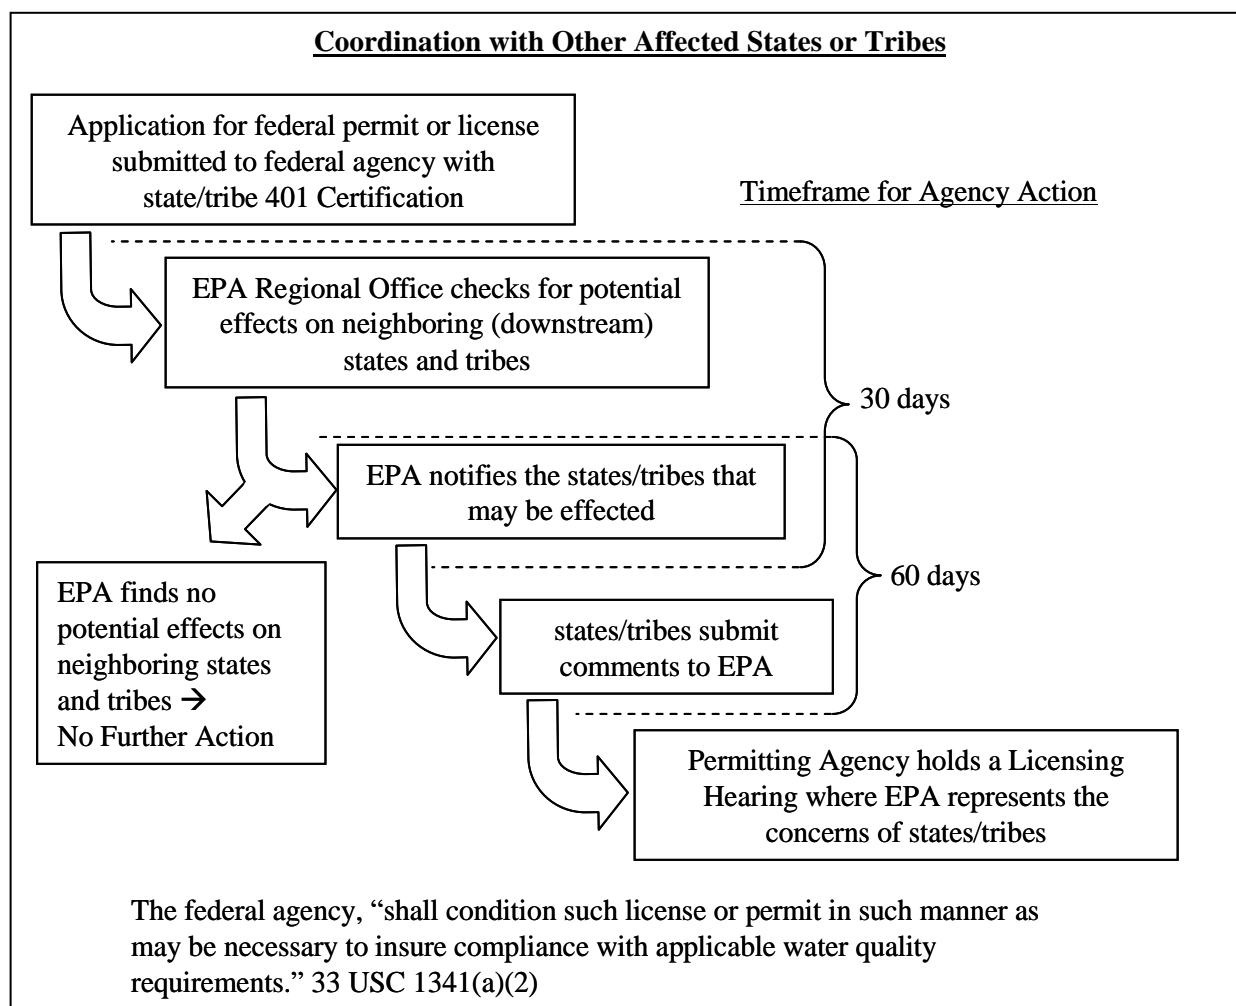 Coordination with Other Affected States or Tribes
Application for federal permit or license
submitted to federal agency with
state/tribe 401 Certification
Timeframe for Agency Action
EPA Regional Office checks for potential
effects on neighboring (downstream)
states and tribes
30 days
EPA notifies the states/tribes that
may be effected
60 days
EPA finds no
potential effects on
neighboring states
and tribes →
No Further Action
states/tribes submit
comments to EPA
Permitting Agency holds a Licensing
Hearing where EPA represents the
concerns of states/tribes
The federal agency, “shall condition such license or permit in such manner as
may be necessary to insure compliance with applicable water quality
requirements.” 33 USC 1341(a)(2)